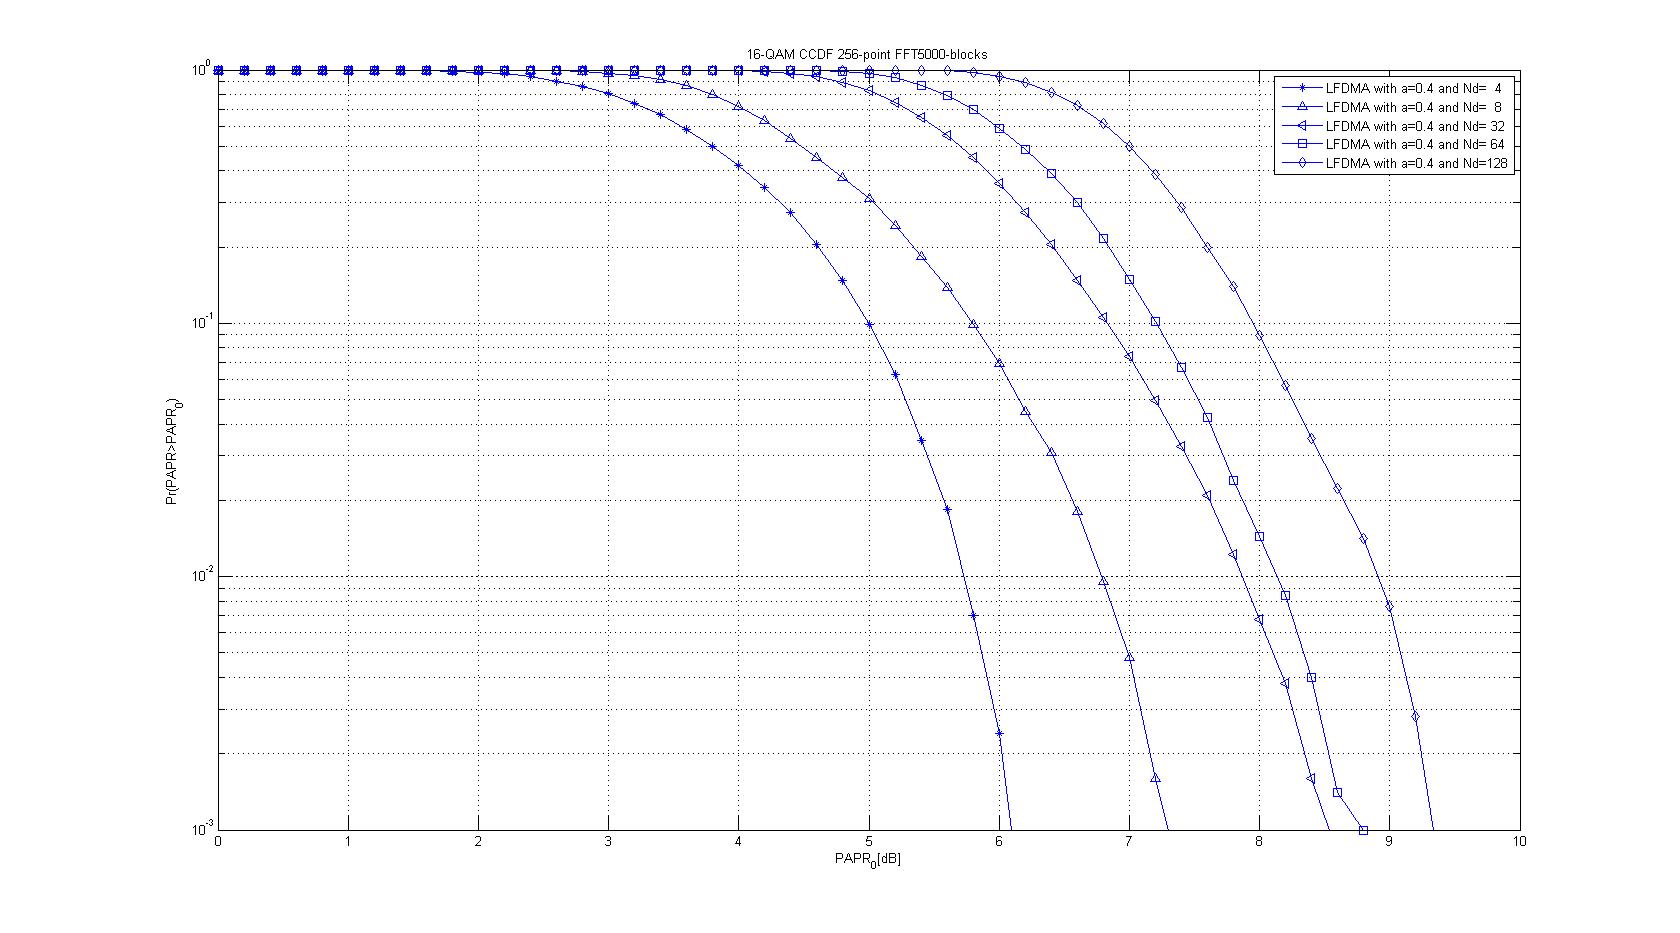 16-QAM CCDF 256-point FFT5000-blocks
LFDMA with a=0.4 and Nd=  4
LFDMA with a=0.4 and Nd=  8
LFDMA with a=0.4 and Nd= 32
LFDMA with a=0.4 and Nd= 64
LFDMA with a=0.4 and Nd=128
Pr(PAPR>PAPR0)
10^0
10^-1
10^-2
10^-3
0 1 2 3 4 5 6 7 8 9 10
PAPR0[dB]